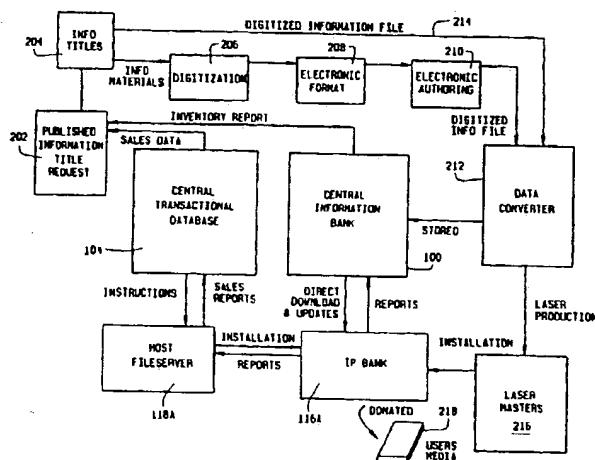 DIGITIZED INFORMATION FILE
214
204
INFO
TITLES
206
208
210
INFO
MATERIALS
DIGITIZATION
ELECTRONIC
FORMAT
ELECTRONIC
AUTHORING
202
PUBLISHED
INFORMATION
TITLE
REQUEST
INVENTORY REPORT
SALES DATA
DIGITIZED
INFO FILE
212
CENTRAL
TRANSACTIONAL
DATABASE
104
CENTRAL
INFORMATION
BANK
100
STORED
DATA
CONVERTER
INSTRUCTIONS
SALES
REPORTS
DIRECT
DOWNLOAD
& UPDATES
REPORTS
LASER
PRODUCTION
HOST
FILESERVER
118A
INSTALLATION
REPORTS
IP BANK
116A
INSTALLATION
LASER
MASTERS
216
DONATED
218
USERS
MEDIA